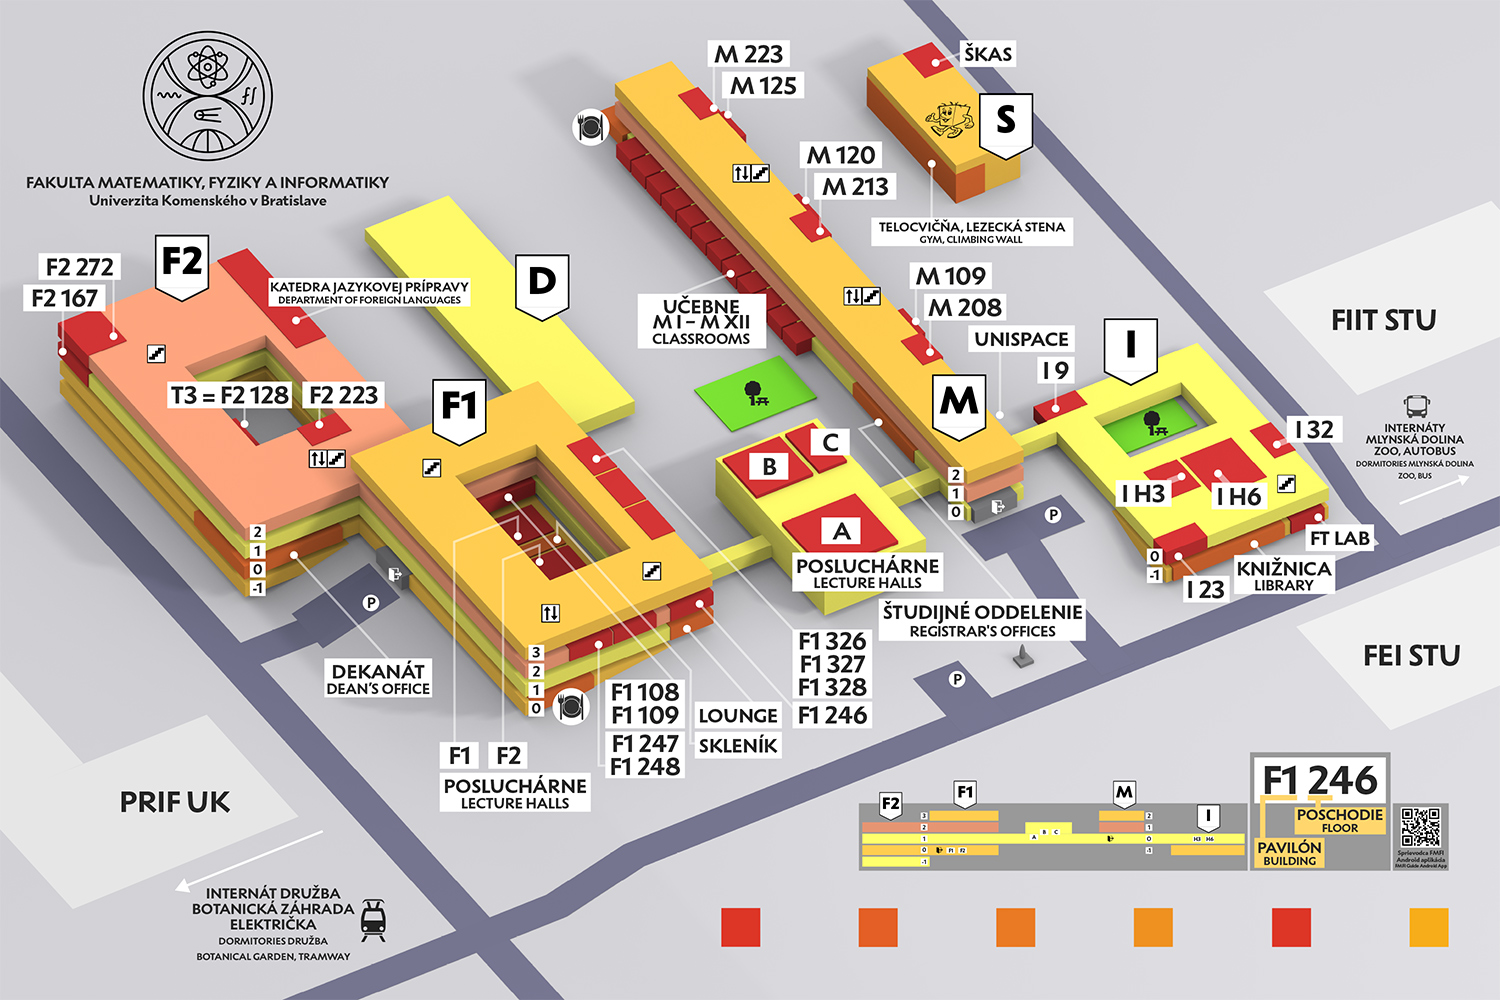 FAKULTA MATEMATIKY, FYZIKY A INFORMATIKY
Univerzita Komenského v Bratislave
F2
F2 272
F2 167
KATEDRA JAZYKOVEJ PRÍPRAVY
DEPARTMENT OF FOREIGN LANGUAGES
T3 = F2 128
F2 223
D
F1
M 223
M 125
M 120
M 213
M 109
M 208
UČEBNE
M I – M XII
CLASSROOMS
ŠKAS
S
TELOCVIČŇA, LEZECKÁ STENA
GYM, CLIMBING WALL
UNISPACE
I 9
I
M
FIIT STU
INTERNÁTY
MLYNSKÁ DOLINA
ZOO, AUTOBUS
DORMITORIES MLYNSKÁ DOLINA
ZOO, BUS
I 32
I H3
I H6
FT LAB
KNIŽNICA
LIBRARY
I 23
0
-1
B
C
A
POSLUCHÁRNE
LECTURE HALLS
2
1
0
P
ŠTUDIJNÉ ODDELENIE
REGISTRAR'S OFFICES
P
FEI STU
2
1
0
-1
P
DEKANÁT
DEAN'S OFFICE
3
2
1
0
F1
F2
POSLUCHÁRNE
LECTURE HALLS
F1 108
F1 109
F1 247
F1 248
LOUNGE
SKLENÍK
F1 326
F1 327
F1 328
F1 246
PRIF UK
INTERNÁT DRUŽBA
BOTANICKÁ ZÁHRADA
ELEKTRIČKA
DORMITORIES DRUŽBA
BOTANICAL GARDEN, TRAMWAY
F2
F1
M
I
3
2
1
0
-1
F1 F2
A B C
2
1
0
-1
H3 H6
F1 246
POSCHODIE
FLOOR
PAVILÓN
BUILDING
Sprievodca FMFI
Android aplikácia
FMFI Guide Android App